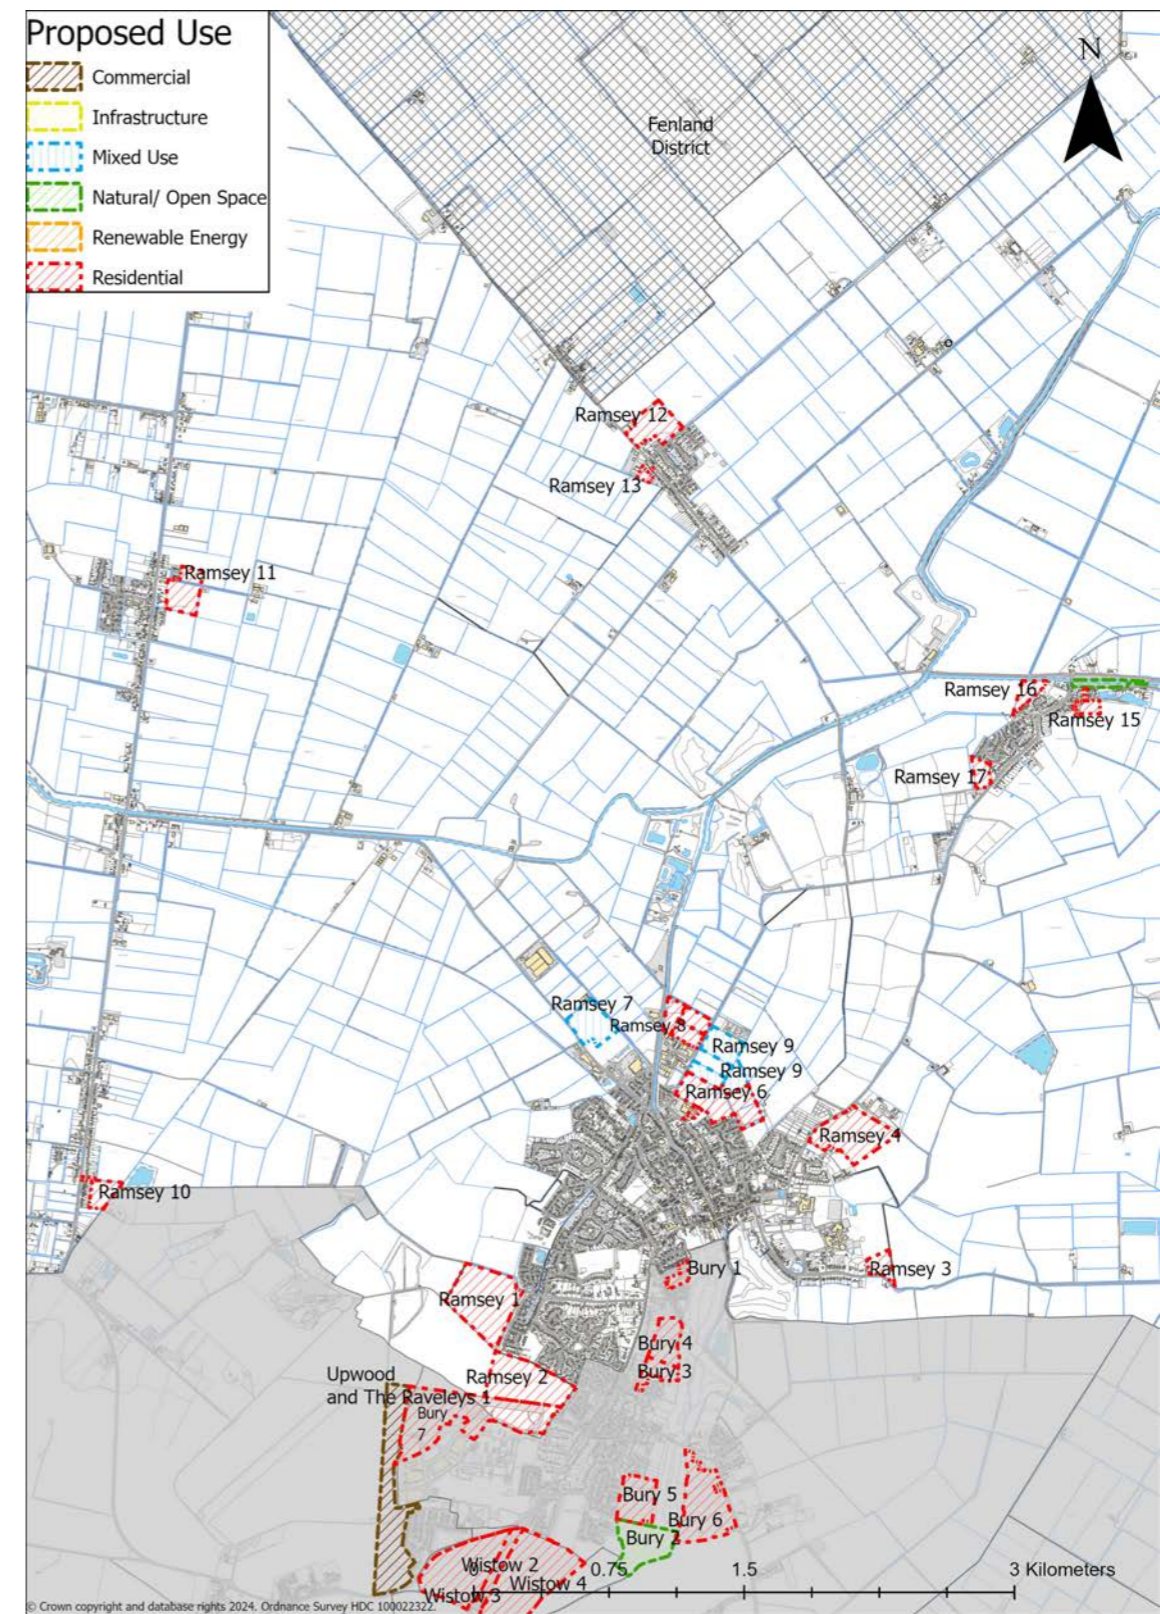 Proposed Use
Commercial
Infrastructure
Mixed Use
Natural/ Open Space
Renewable Energy
Residential
N
Fenland
District
Ramsey 12
Ramsey 13
Ramsey 11
Ramsey 16
Ramsey 15
Ramsey 17
Ramsey 7
Ramsey 8
Ramsey 9
Ramsey 9
Ramsey 6
Ramsey 4
Ramsey 10
Ramsey 3
Bury 1
Ramsey 1
Bury 4
Bury 3
Ramsey 2
Upwood
and The Raveleys 1
Bury
7
Bury 5
Bury 6
Bury 2
Wistow 2
Wistow 4
Wistow 3
0 0.75 1.5 3 Kilometers
© Crown copyright and database rights 2024. Ordnance Survey HDC 100022322.